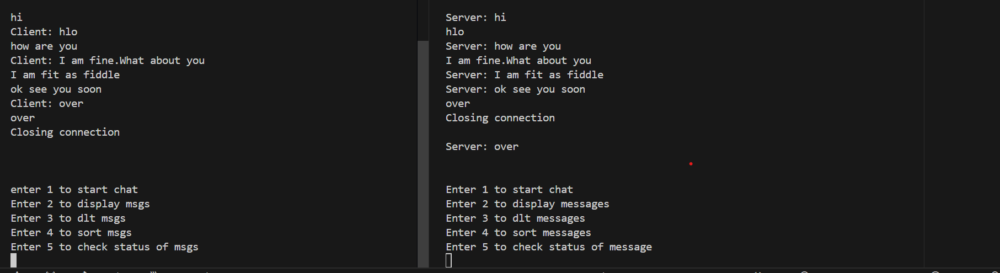 hi
Client: hlo
how are you
Client: I am fine.What about you
I am fit as fiddle
ok see you soon
Client: over
over
Closing connection
enter 1 to start chat
Enter 2 to display msgs
Enter 3 to dlt msgs
Enter 4 to sort msgs
Enter 5 to check status of msgs
Server: hi
hlo
Server: how are you
I am fine.What about you
Server: I am fit as fiddle
Server: ok see you soon
over
Closing connection
Server: over
Enter 1 to start chat
Enter 2 to display messages
Enter 3 to dlt messages
Enter 4 to sort messages
Enter 5 to check status of message